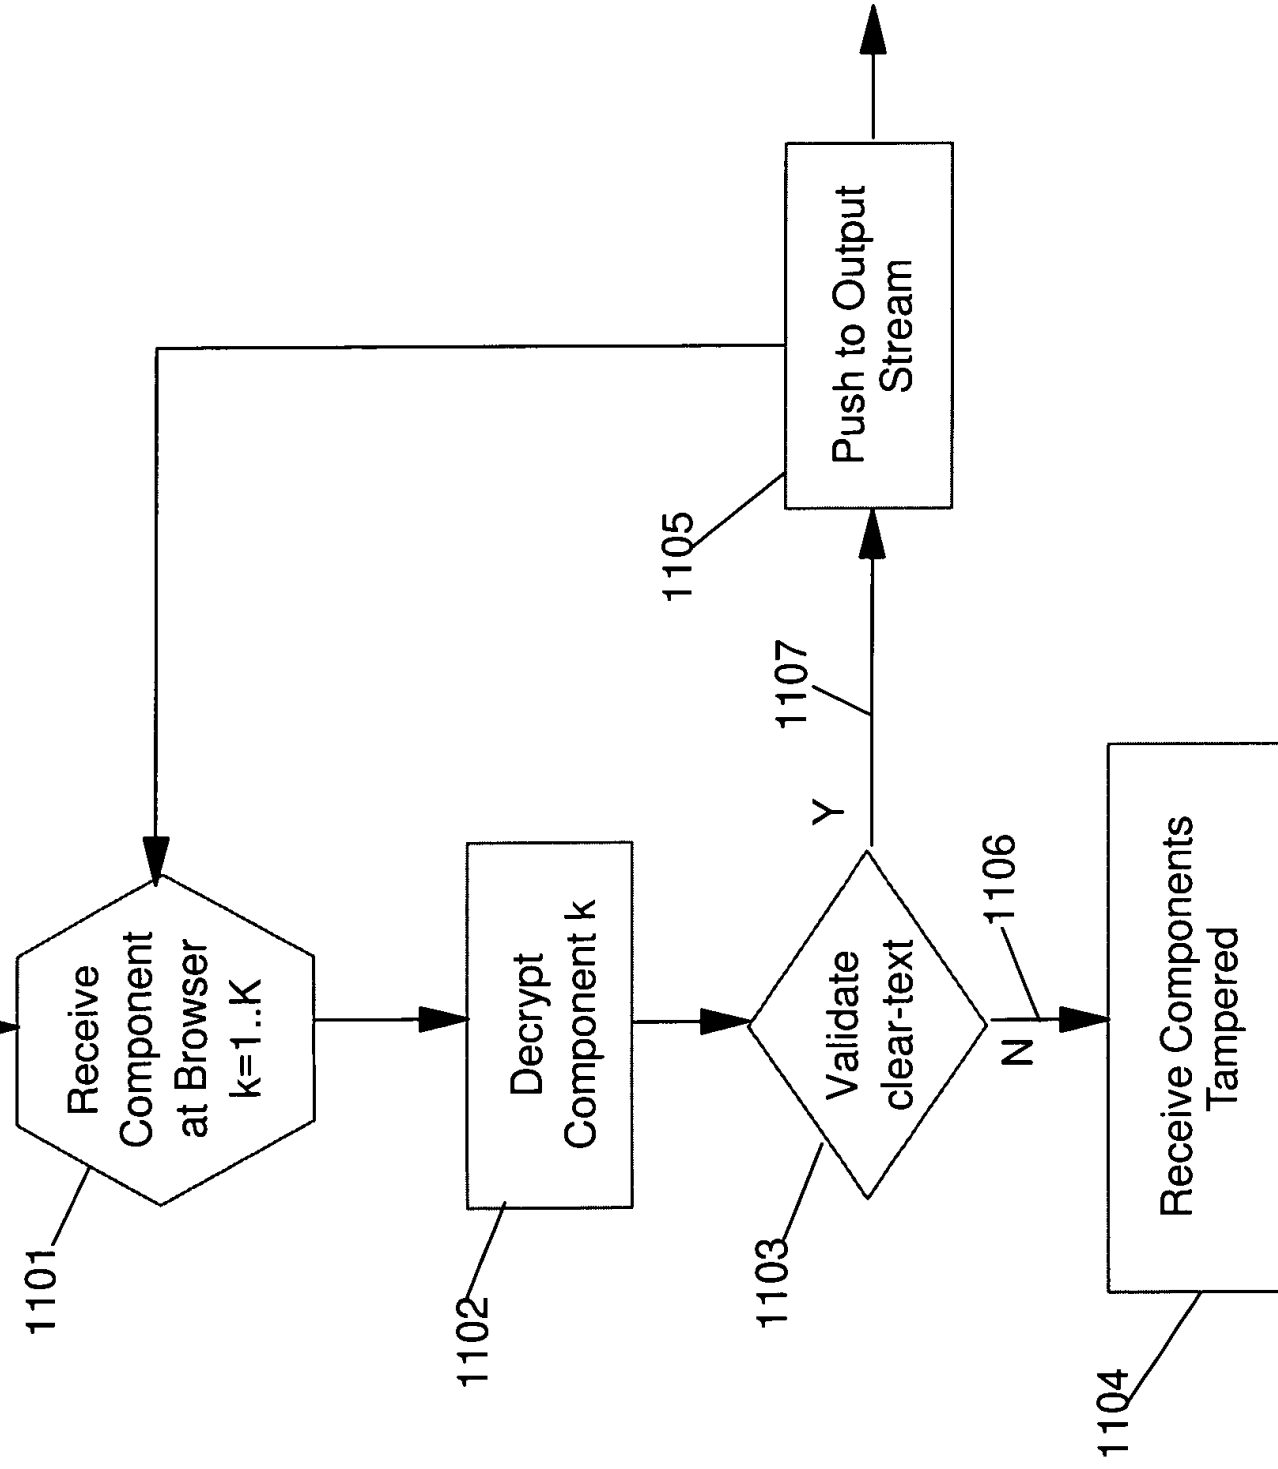 1101
Receive
Component
at Browser
k=1..K
1102
Decrypt
Component k
1103
Validate
clear-text
Y
1107
1105
Push to Output
Stream
N
1106
1104
Receive Components
Tampered